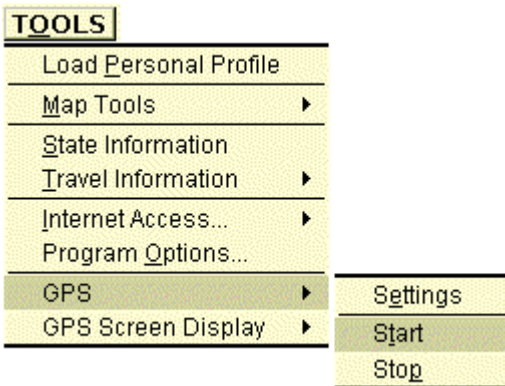 TOOLS
Load Personal Profile
Map Tools
State Information
Travel Information
Internet Access...
Program Options...
GPS
GPS Screen Display
Settings
Start
Stop